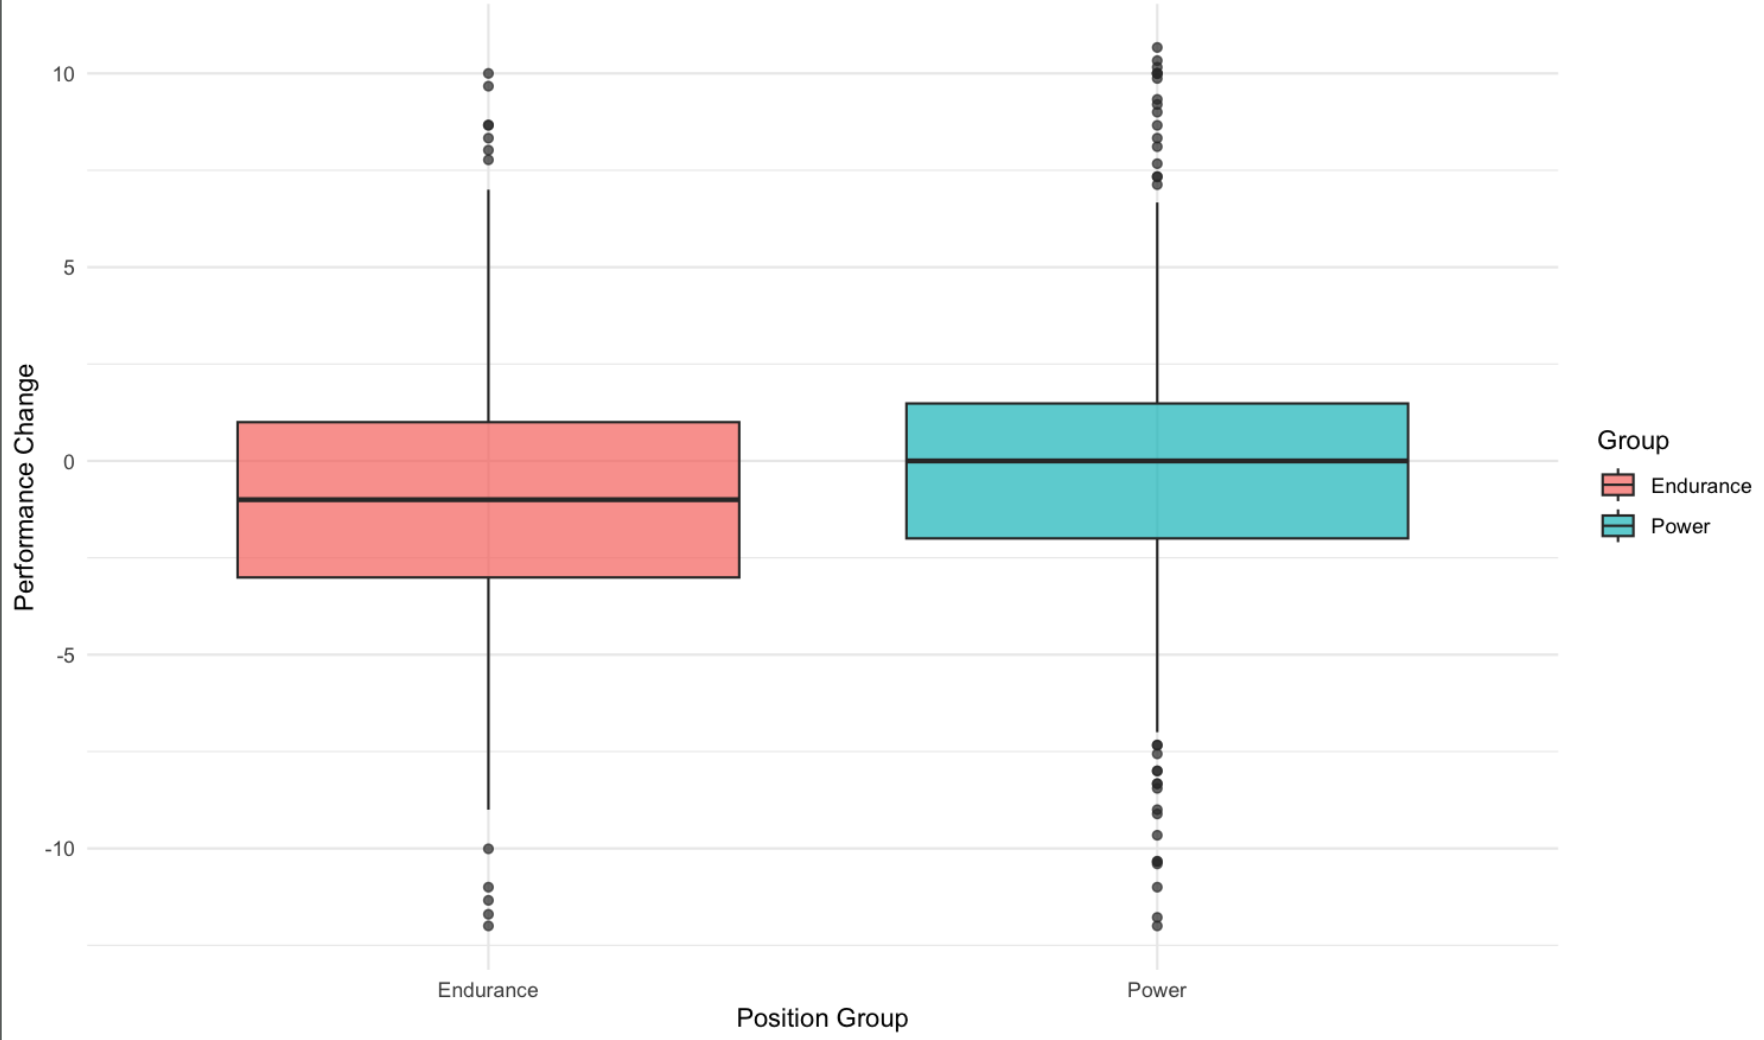 10
5
0
-5
-10
Performance Change
Endurance
Power
Position Group
Group
Endurance
Power